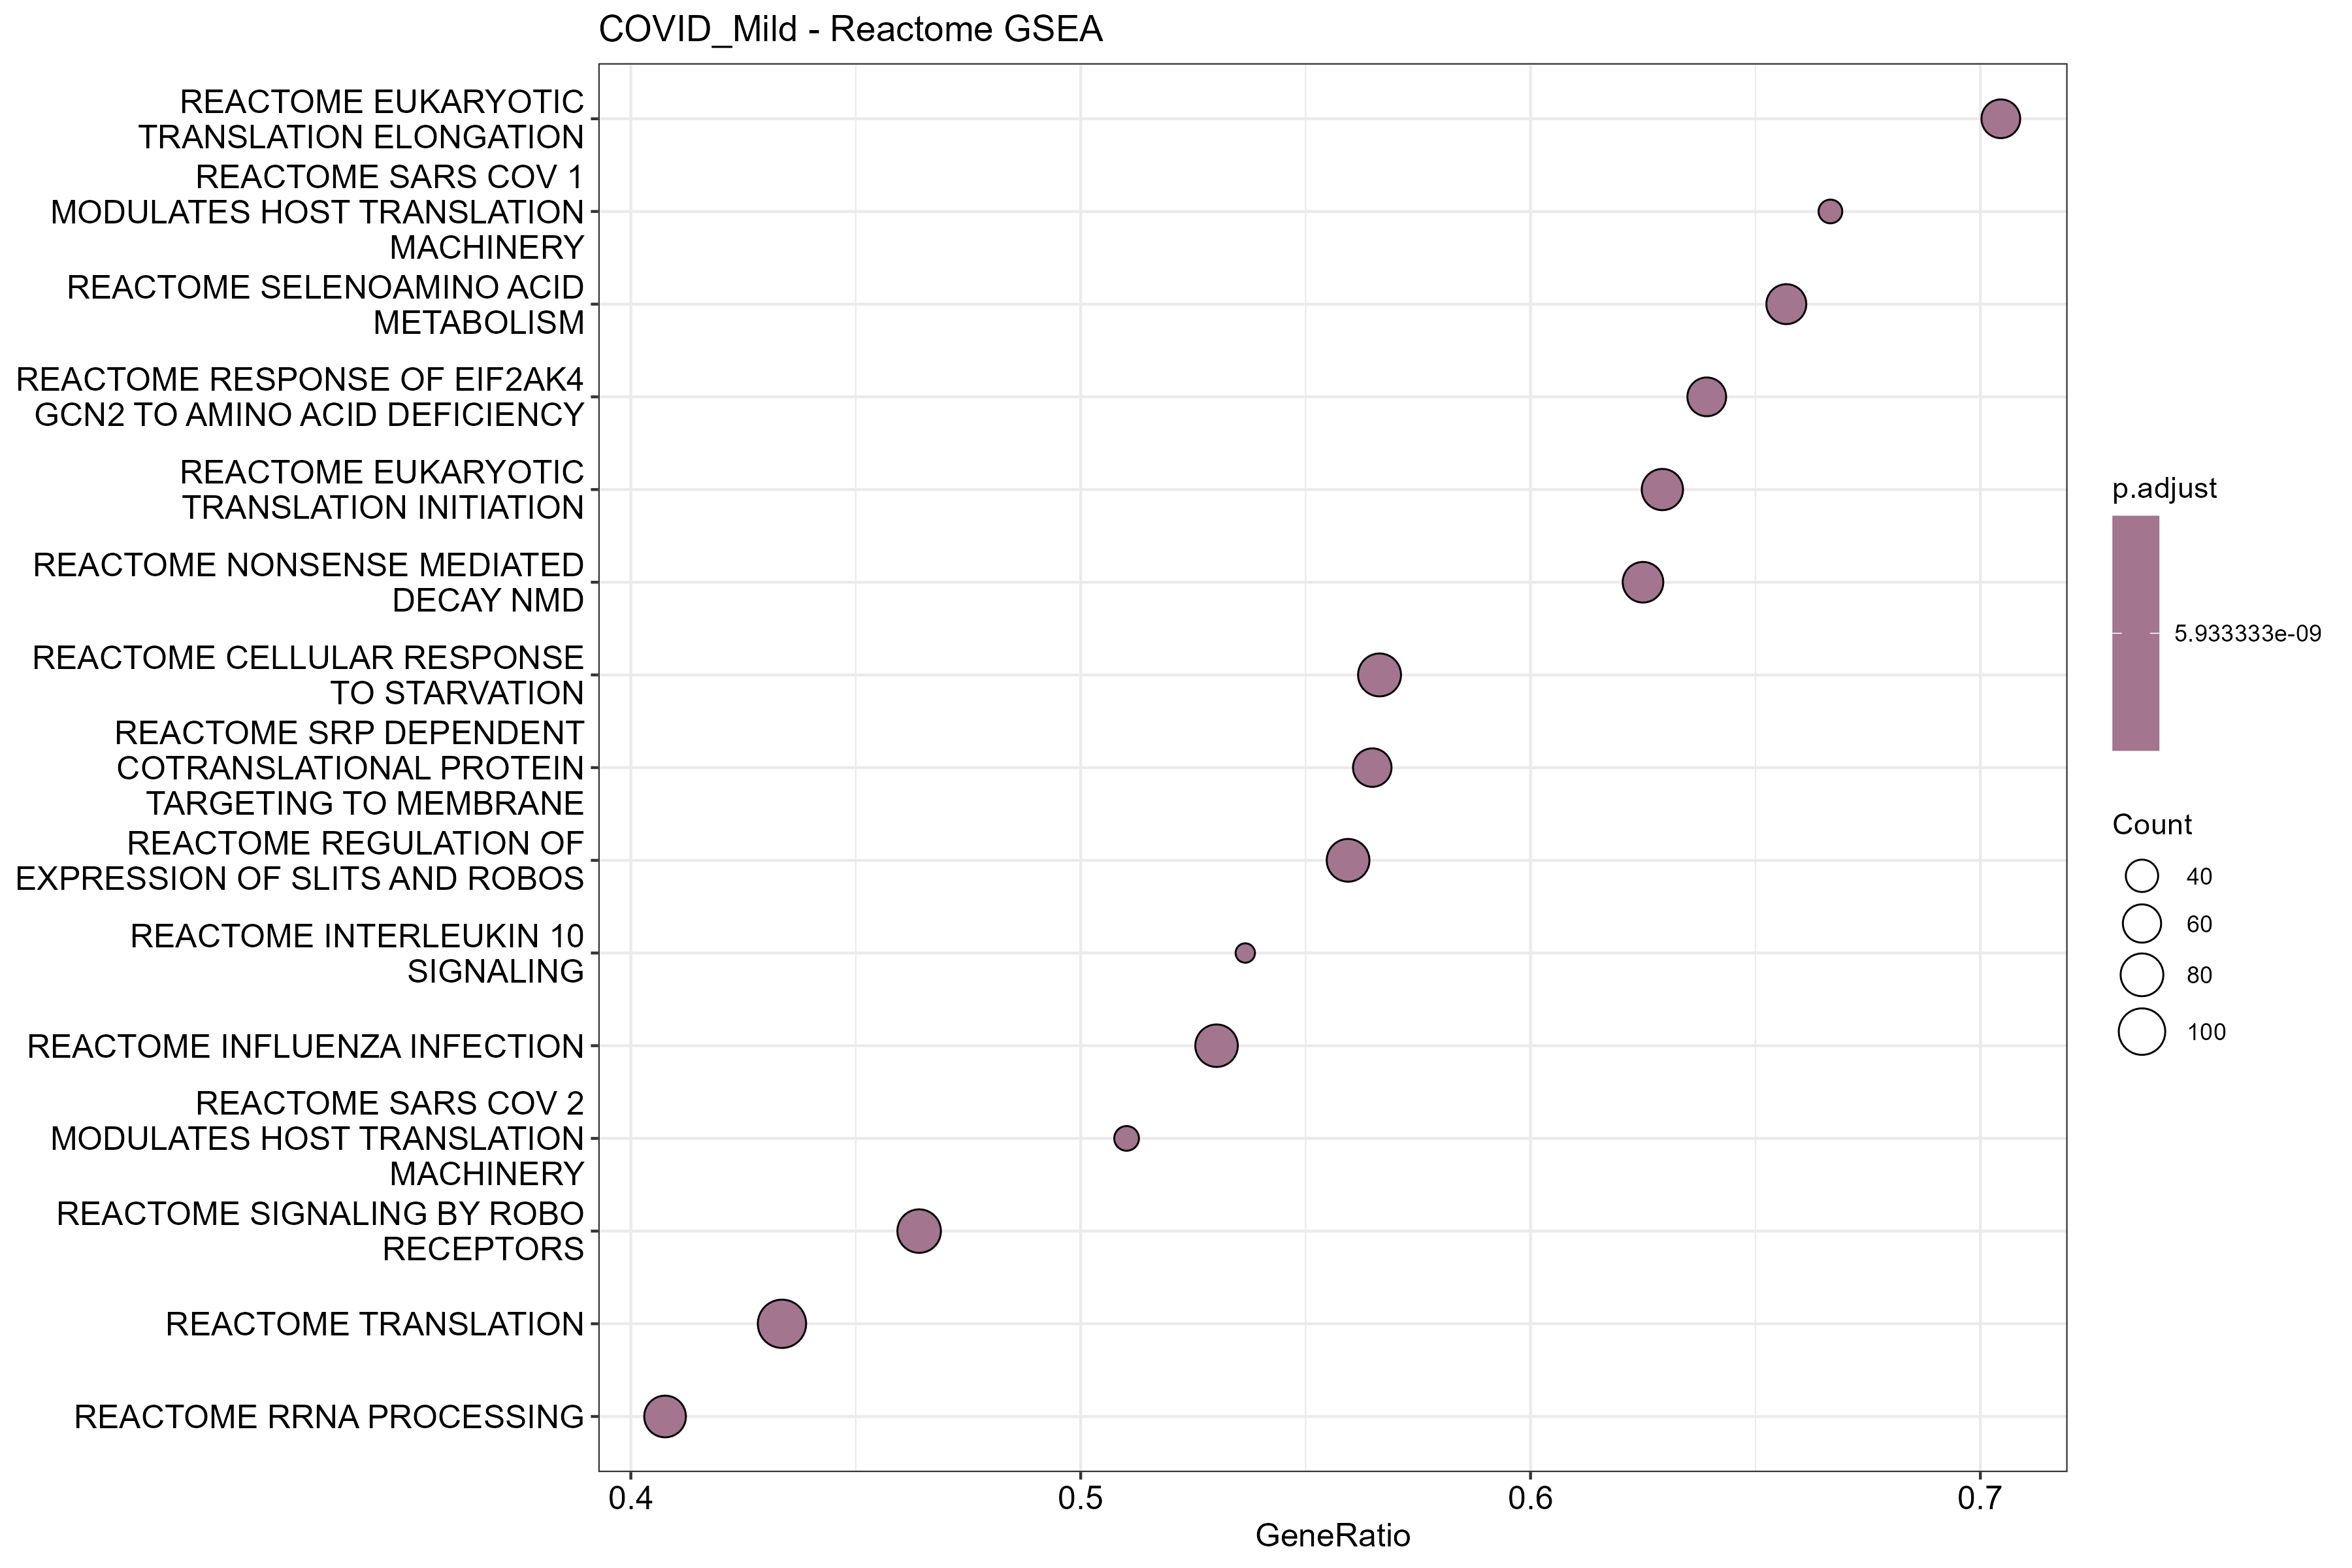 COVID_Mild - Reactome GSEA
REACTOME EUKARYOTIC
TRANSLATION ELONGATION
REACTOME SARS COV 1
MODULATES HOST TRANSLATION
MACHINERY
REACTOME SELENOAMINO ACID
METABOLISM
REACTOME RESPONSE OF EIF2AK4
GCN2 TO AMINO ACID DEFICIENCY
REACTOME EUKARYOTIC
TRANSLATION INITIATION
REACTOME NONSENSE MEDIATED
DECAY NMD
REACTOME CELLULAR RESPONSE
TO STARVATION
REACTOME SRP DEPENDENT
COTRANSLATIONAL PROTEIN
TARGETING TO MEMBRANE
REACTOME REGULATION OF
EXPRESSION OF SLITS AND ROBOS
REACTOME INTERLEUKIN 10
SIGNALING
REACTOME INFLUENZA INFECTION
REACTOME SARS COV 2
MODULATES HOST TRANSLATION
MACHINERY
REACTOME SIGNALING BY ROBO
RECEPTORS
REACTOME TRANSLATION
REACTOME RRNA PROCESSING
0.4 0.5 0.6 0.7
GeneRatio
p.adjust
5.933333e-09
Count
40
60
80
100